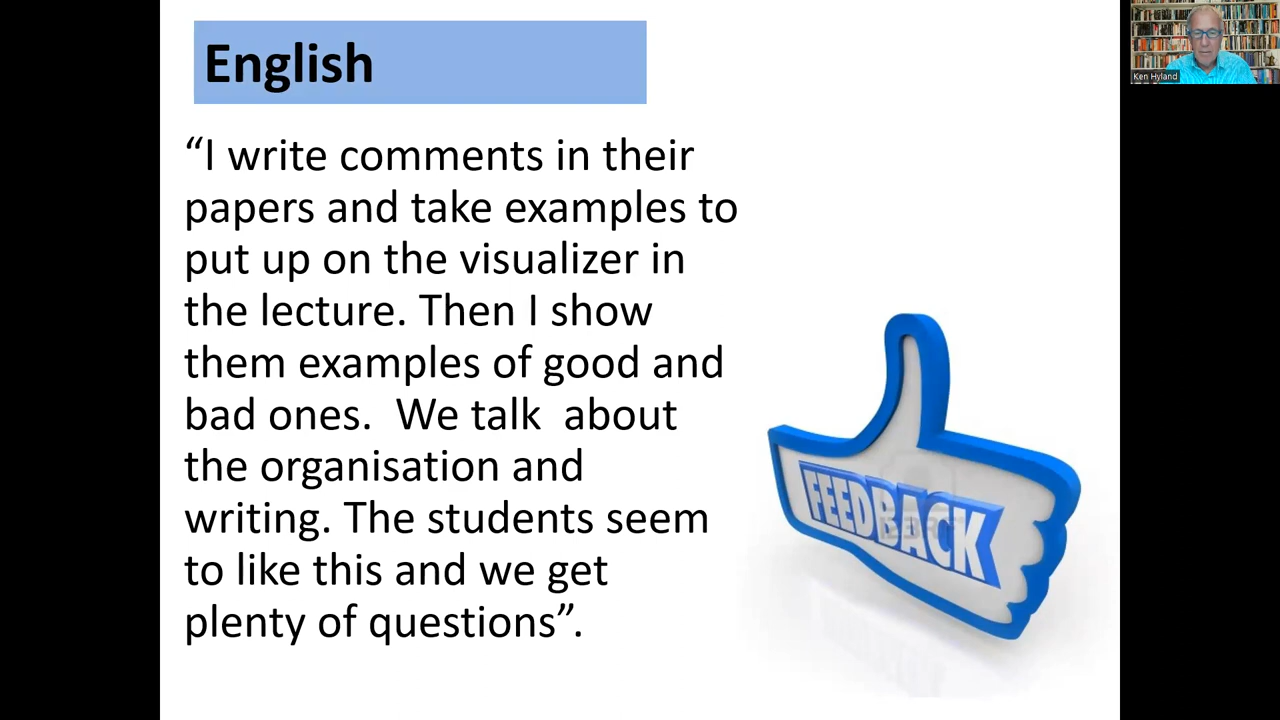 English
“I write comments in their
papers and take examples to
put up on the visualizer in
the lecture. Then I show
them examples of good and
bad ones.  We talk  about
the organisation and
writing. The students seem
to like this and we get
plenty of questions”.
FEEDBACK
Ken Hyland